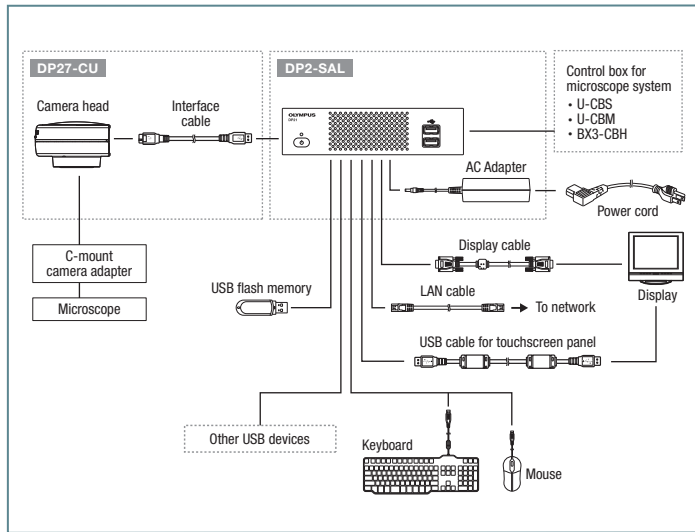 DP27-CU
DP2-SAL
Camera head
Interface
cable
OLYMPUS
Control box for
microscope system
• U-CBS
• U-CBM
• BX3-CBH
AC Adapter
Power cord
C-mount
camera adapter
Microscope
USB flash memory
Display cable
LAN cable
To network
Display
USB cable for touchscreen panel
Other USB devices
Keyboard
Mouse